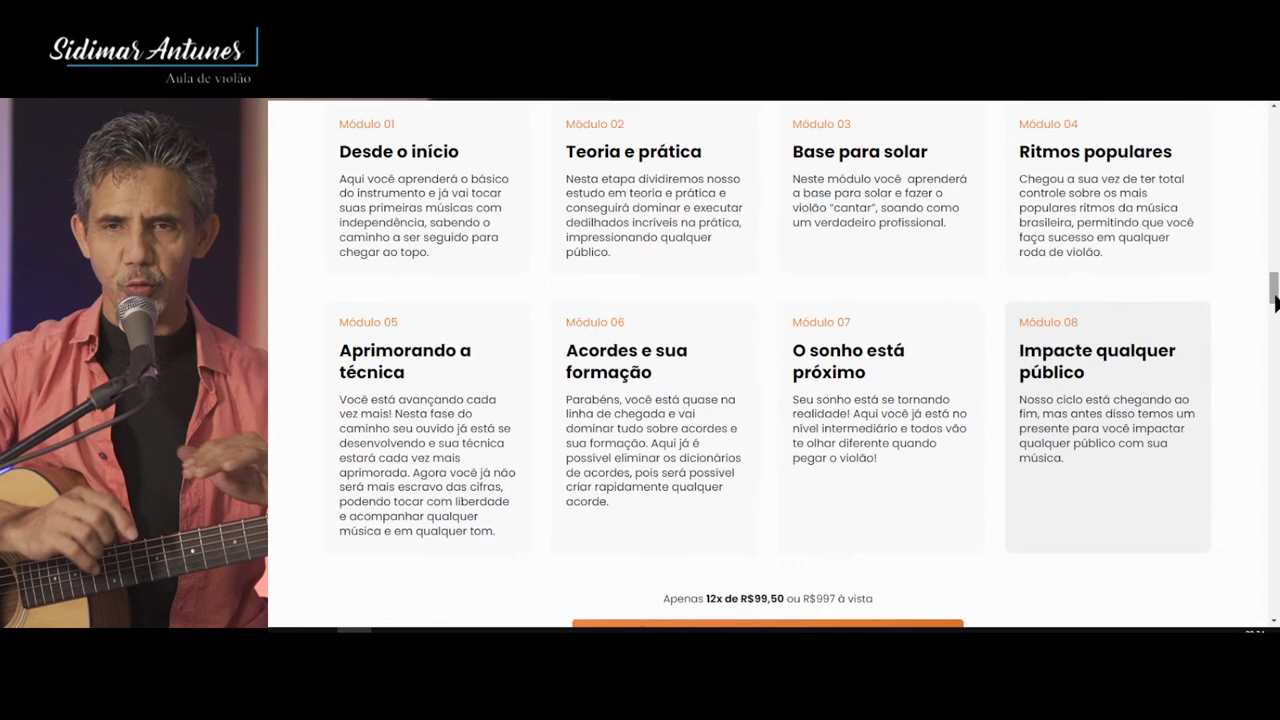 Sidimar Antunes
Aula de violão
Módulo 01
Desde o início
Aqui você aprenderá o básico
do instrumento e já vai tocar
suas primeiras músicas com
independência, sabendo o
caminho a ser seguido para
chegar ao topo.
Módulo 02
Teoria e prática
Nesta etapa dividiremos nosso
estudo em teoria e prática e
conseguirá dominar e executar
dedilhados incríveis na prática,
impressionando qualquer
público.
Módulo 03
Base para solar
Neste módulo você aprenderá
a base para solar e fazer o
violão “cantar”, soando como
um verdadeiro profissional.
Módulo 04
Ritmos populares
Chegou a sua vez de ter total
controle sobre os mais
populares ritmos da música
brasileira, permitindo que você
faça sucesso em qualquer
roda de violão.
Módulo 05
Aprimorando a
técnica
Você está avançando cada
vez mais! Nesta fase do
caminho seu ouvido já está se
desenvolvendo e sua técnica
estará cada vez mais
aprimorada. Agora você já não
será mais escravo das cifras,
podendo tocar com liberdade
e acompanhar qualquer
música e em qualquer tom.
Módulo 06
Acordes e sua
formação
Parabéns, você está quase na
linha de chegada e vai
dominar tudo sobre acordes e
sua formação. Aqui já é
possível eliminar os dicionários
de acordes, pois será possível
criar rapidamente qualquer
acorde.
Módulo 07
O sonho está
próximo
Seu sonho está se tornando
realidade! Aqui você já está no
nível intermediário e todos vão
te olhar diferente quando
pegar o violão!
Módulo 08
Impacte qualquer
público
Nosso ciclo está chegando ao
fim, mas antes disso temos um
presente para você impactar
qualquer público com sua
música.
Apenas 12x de R$99,50 ou R$997 à vista